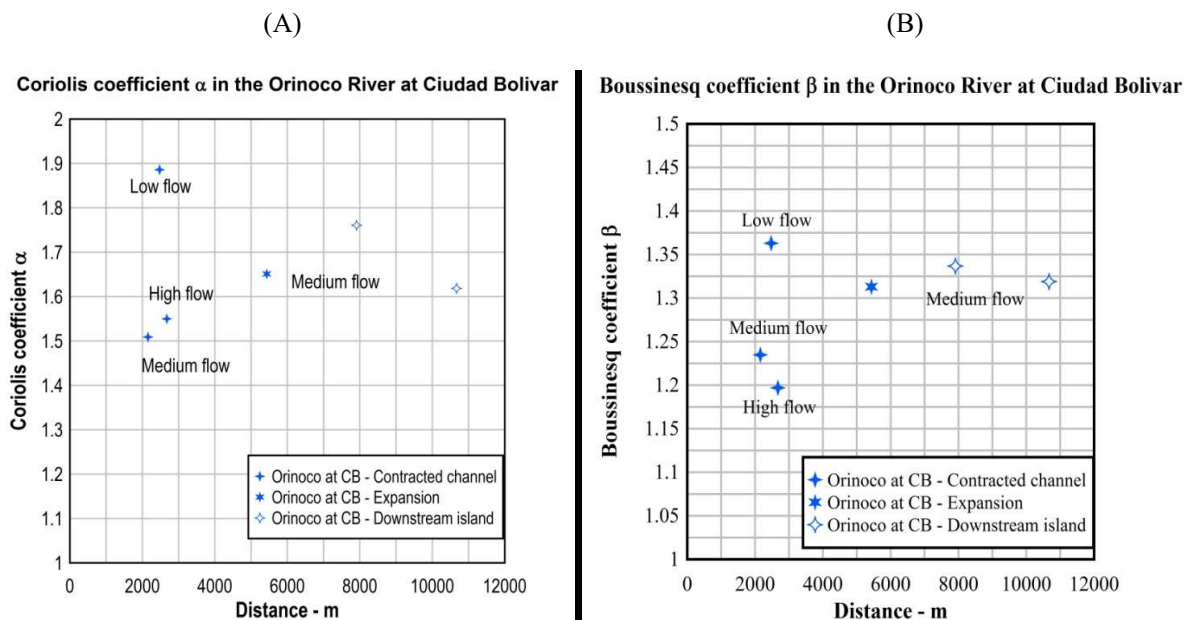 (A)
Coriolis coefficient α in the Orinoco River at Ciudad Bolivar
Coriolis coefficient α
2
1.9
1.8
1.7
1.6
1.5
1.4
1.3
1.2
1.1
1
Low flow
High flow
Medium flow
Medium flow
Orinoco at CB - Contracted channel
Orinoco at CB - Expansion
Orinoco at CB - Downstream island
0 2000 4000 6000 8000 10000 12000
Distance - m
(B)
Boussinesq coefficient β in the Orinoco River at Ciudad Bolivar
Boussinesq coefficient β
1.5
1.45
1.4
1.35
1.3
1.25
1.2
1.15
1.1
1.05
1
Low flow
Medium flow
Medium flow
High flow
Orinoco at CB - Contracted channel
Orinoco at CB - Expansion
Orinoco at CB - Downstream island
0 2000 4000 6000 8000 10000 12000
Distance - m